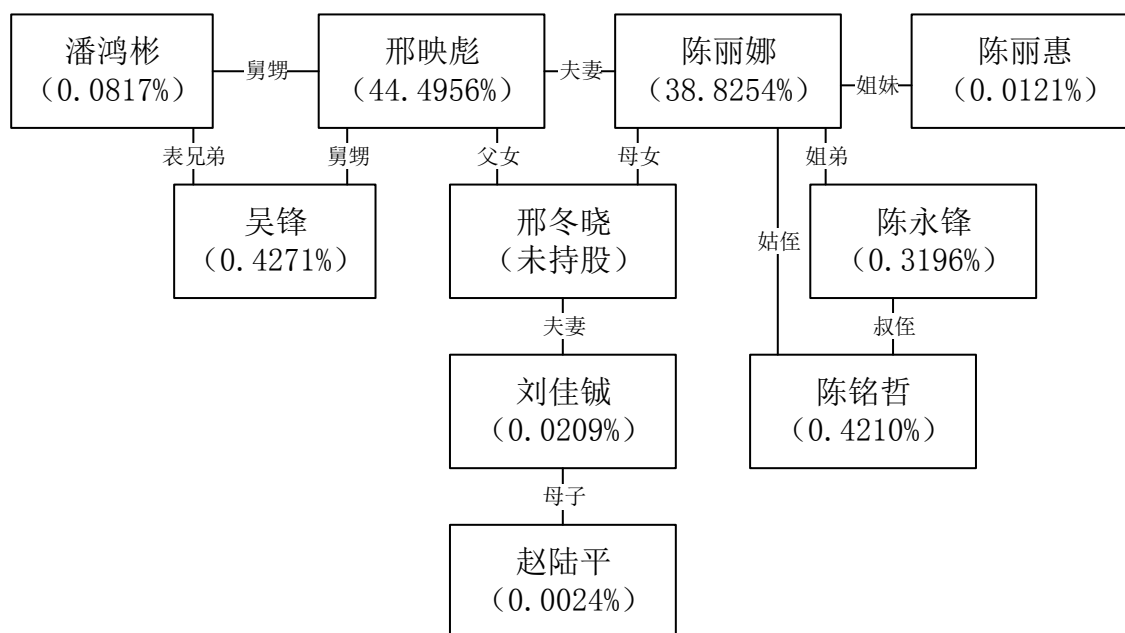 潘鸿彬
（0.0817%）
舅甥
邢映彪
（44.4956%）
夫妻
陈丽娜
（38.8254%）
姐妹
陈丽惠
（0.0121%）
表兄弟
舅甥
父女
母女
姐弟
吴锋
（0.4271%）
邢冬晓
（未持股）
姑侄
陈永锋
（0.3196%）
夫妻
叔侄
刘佳铖
（0.0209%）
陈铭哲
（0.4210%）
母子
赵陆平
（0.0024%）